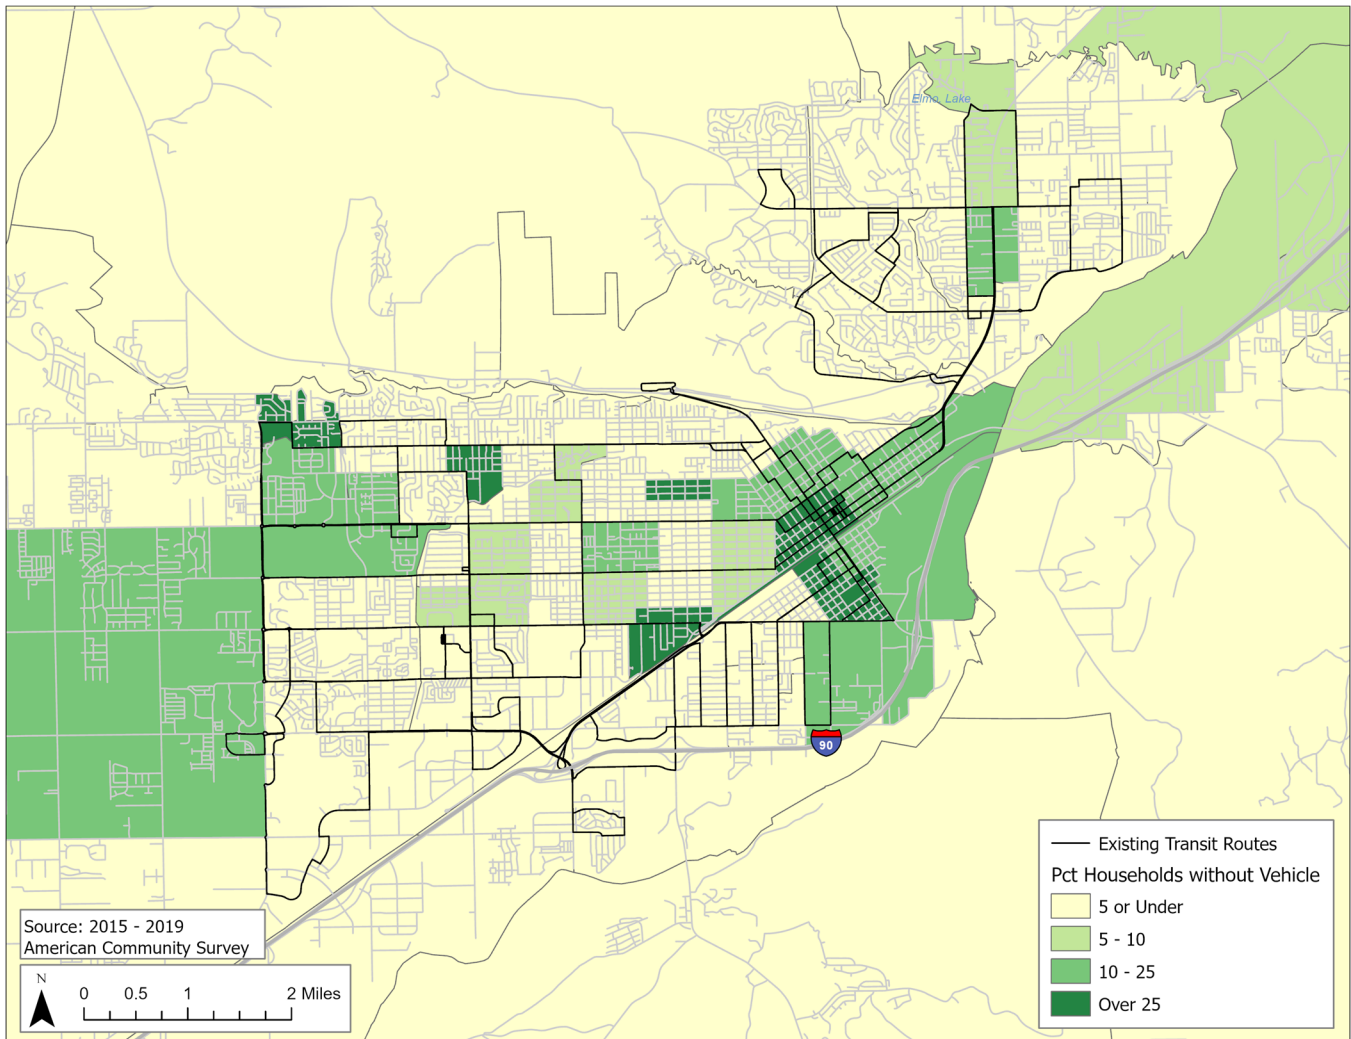 Elmo, Lake
90
Existing Transit Routes
Pct Households without Vehicle
5 or Under
5 - 10
10 - 25
Over 25
Source: 2015 - 2019
American Community Survey
N
0 0.5 1 2 Miles